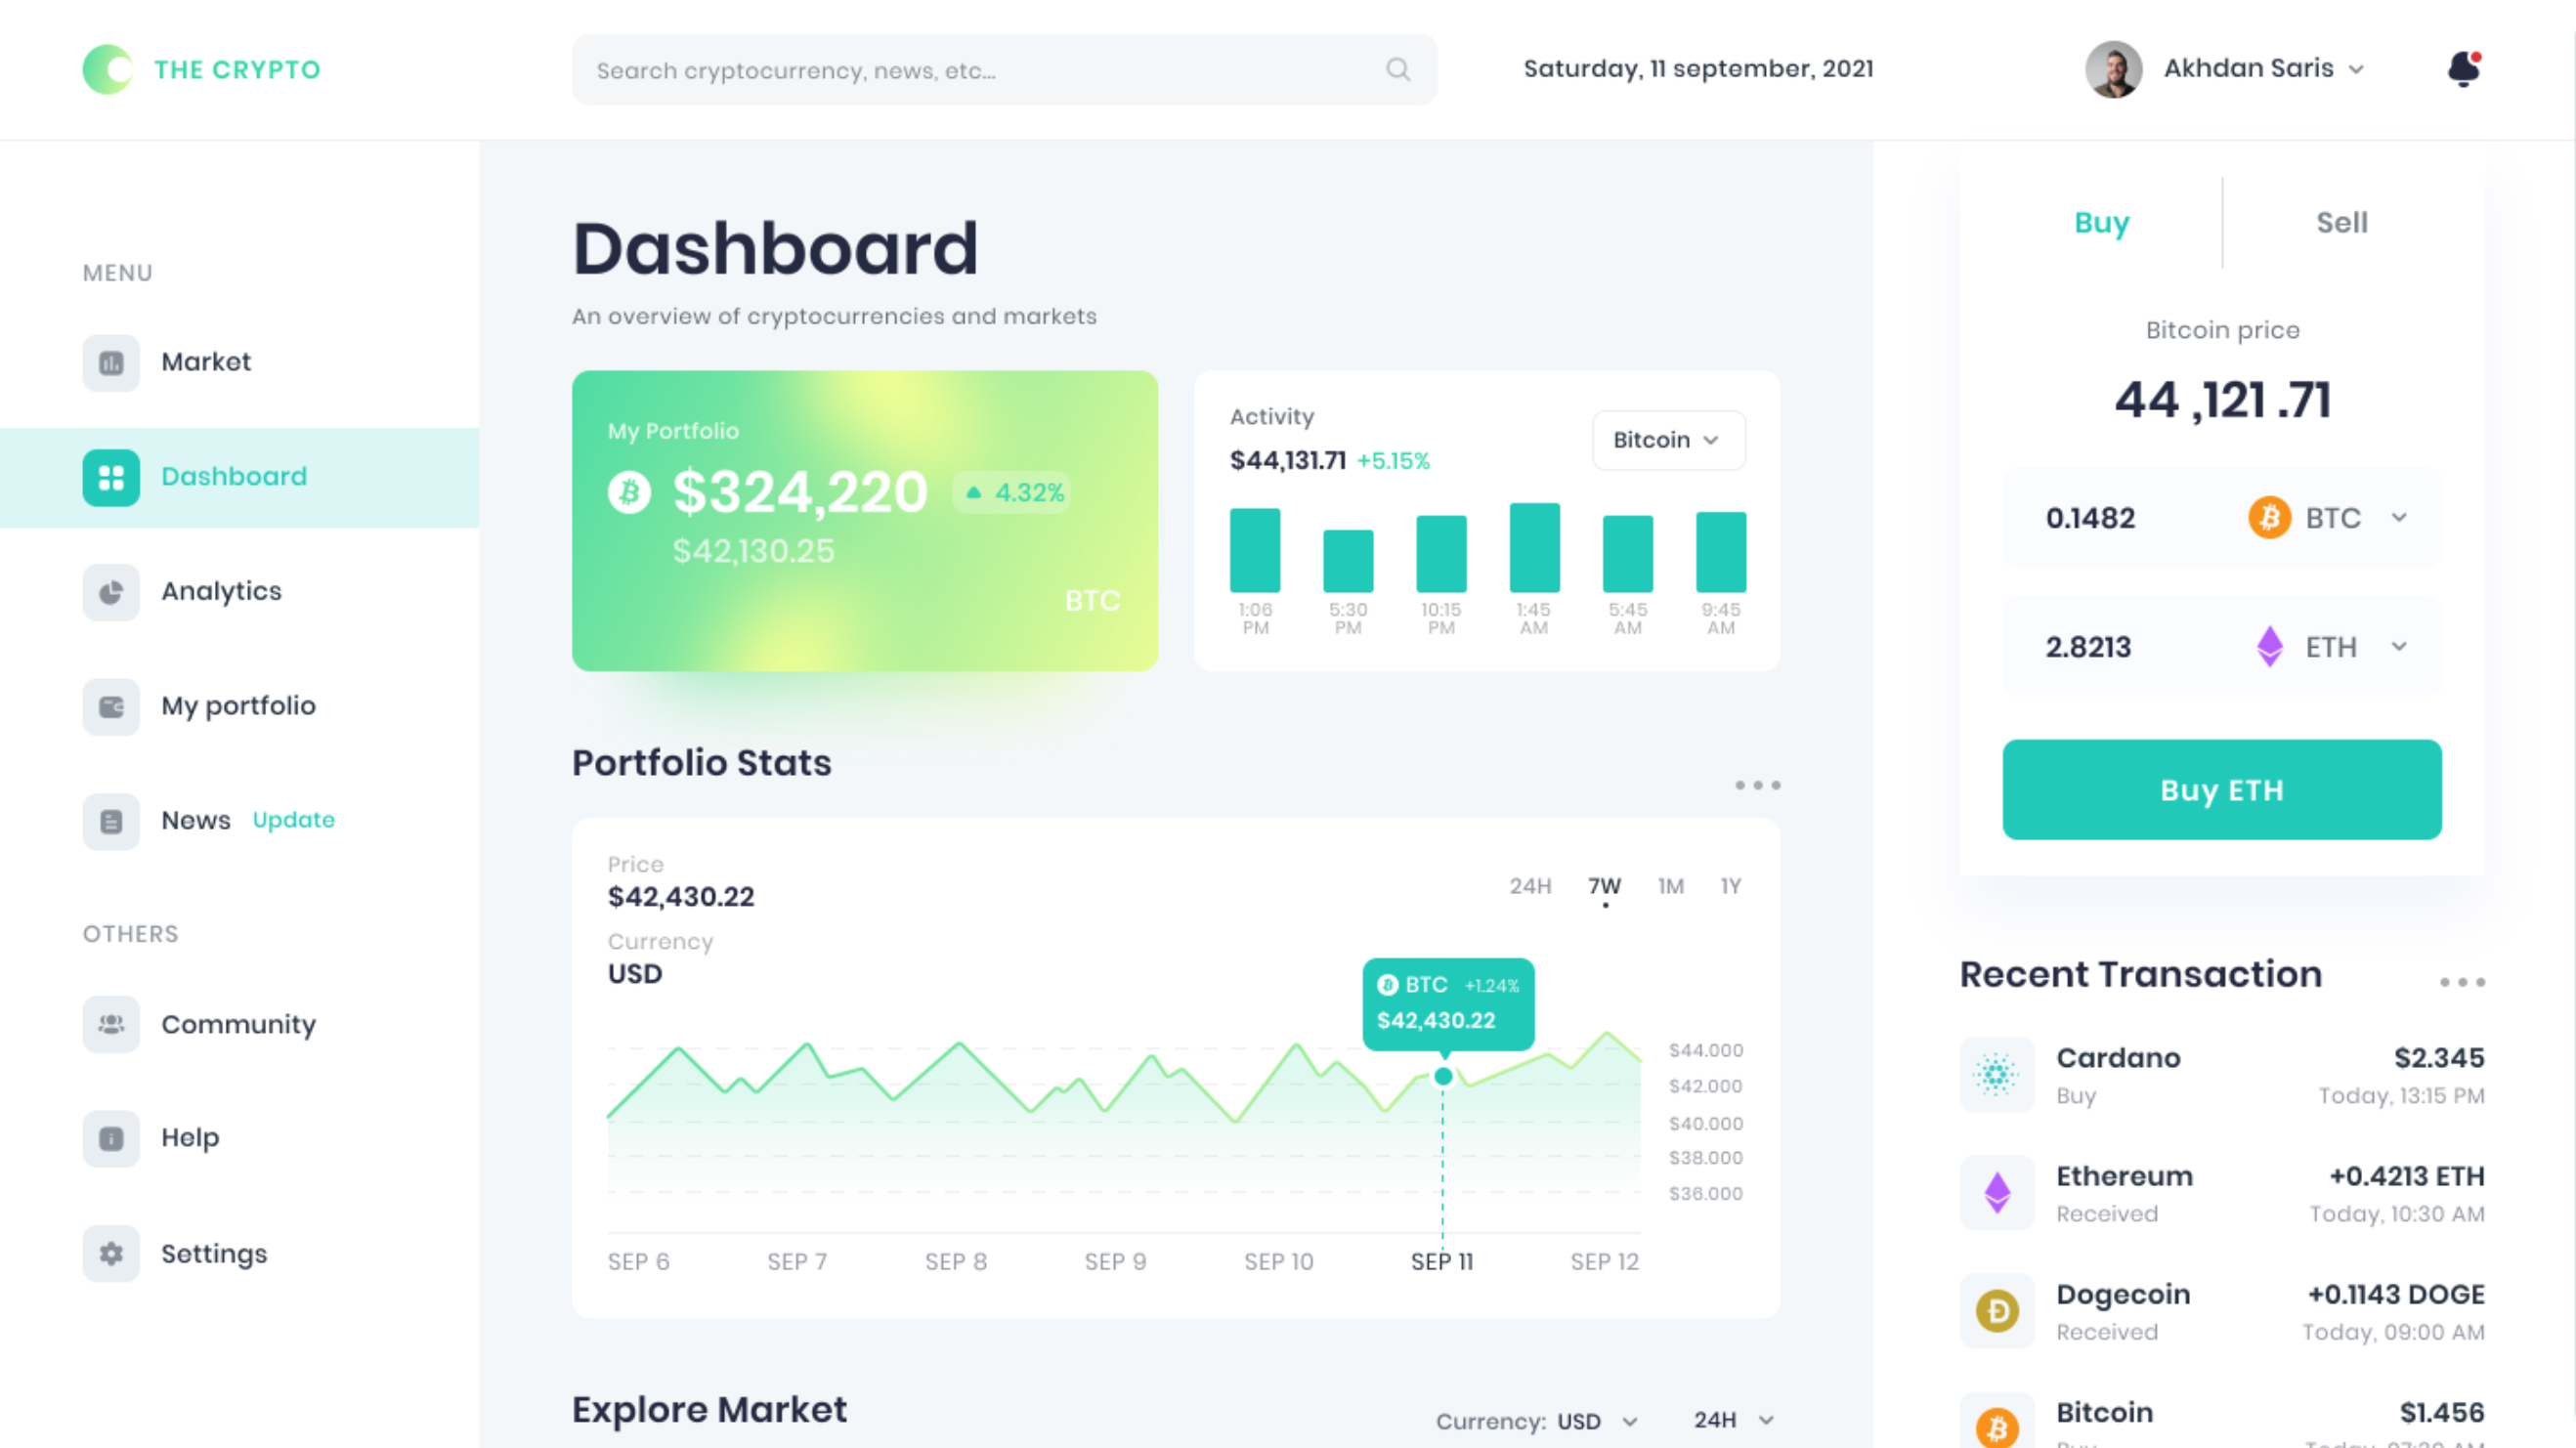 THE CRYPTO
Search cryptocurrency, news, etc...
Saturday, 11 september, 2021
Akhdan Saris
MENU
Market
Dashboard
Analytics
My portfolio
News Update
OTHERS
Community
Help
Settings
Dashboard
An overview of cryptocurrencies and markets
My Portfolio
$324,220 4.32%
$42,130.25
BTC
Activity
$44,131.71 +5.15%
Bitcoin
1:06 PM
5:30 PM
10:15 PM
1:45 AM
5:45 AM
9:45 AM
Portfolio Stats
Price
$42,430.22
24H 7W 1M 1Y
Currency
USD
BTC +1.24%
$42,430.22
$44.000
$42.000
$40.000
$38.000
$36.000
SEP 6 SEP 7 SEP 8 SEP 9 SEP 10 SEP 11 SEP 12
Explore Market
Currency: USD 24H
Buy Sell
Bitcoin price
44 ,121 .71
0.1482 BTC
2.8213 ETH
Buy ETH
Recent Transaction
Cardano $2.345
Buy Today, 13:15 PM
Ethereum +0.4213 ETH
Received Today, 10:30 AM
Dogecoin +0.1143 DOGE
Received Today, 09:00 AM
Bitcoin $1.456